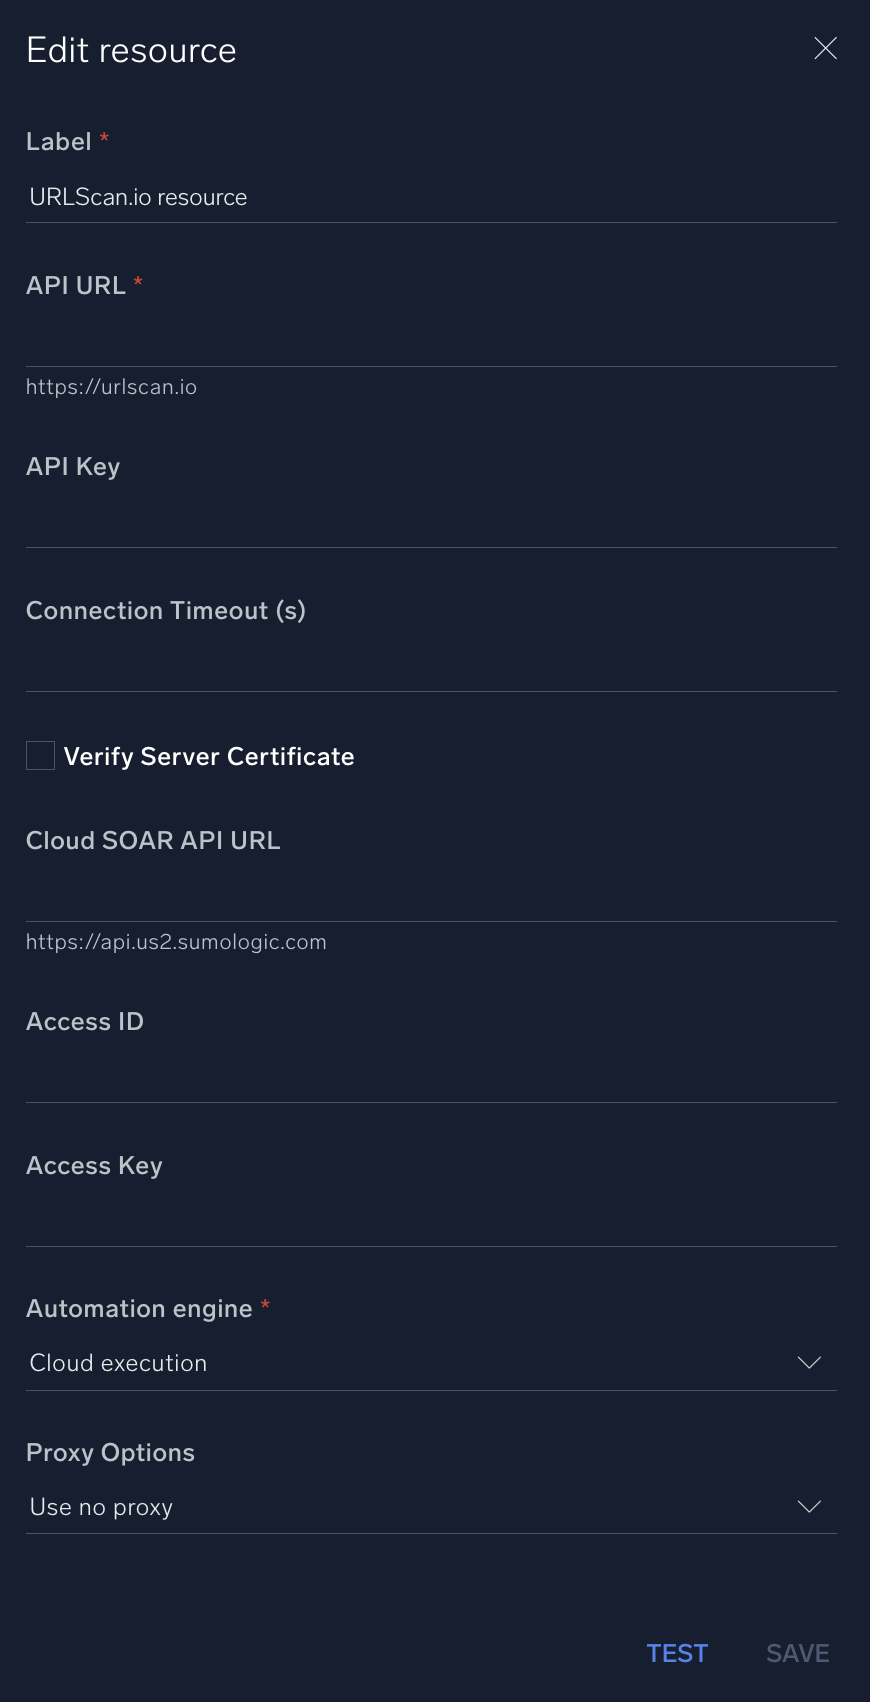 Edit resource
Label *
URLScan.io resource
API URL *
https://urlscan.io
API Key
Connection Timeout (s)
Verify Server Certificate
Cloud SOAR API URL
https://api.us2.sumologic.com
Access ID
Access Key
Automation engine *
Cloud execution
Proxy Options
Use no proxy
TEST SAVE